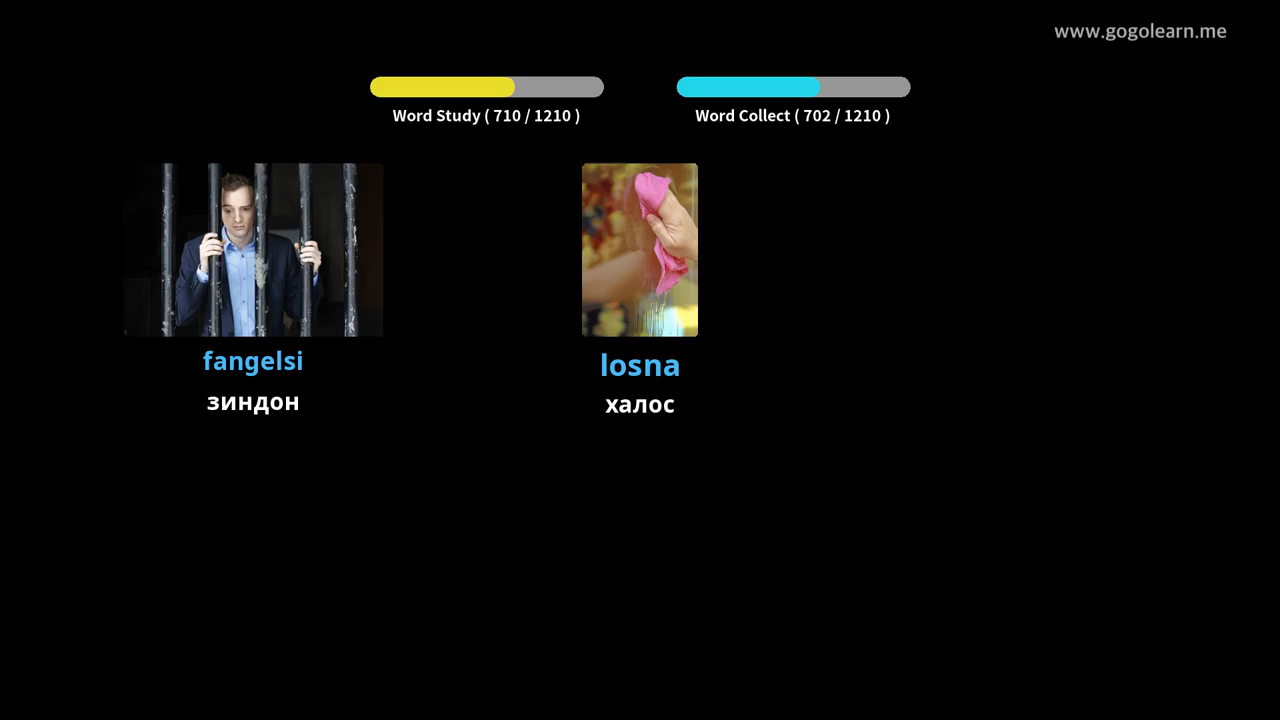 www.gogolearn.me
Word Study ( 710 / 1210 )
Word Collect ( 702 / 1210 )
fangelsi
losna
зиндон
халос